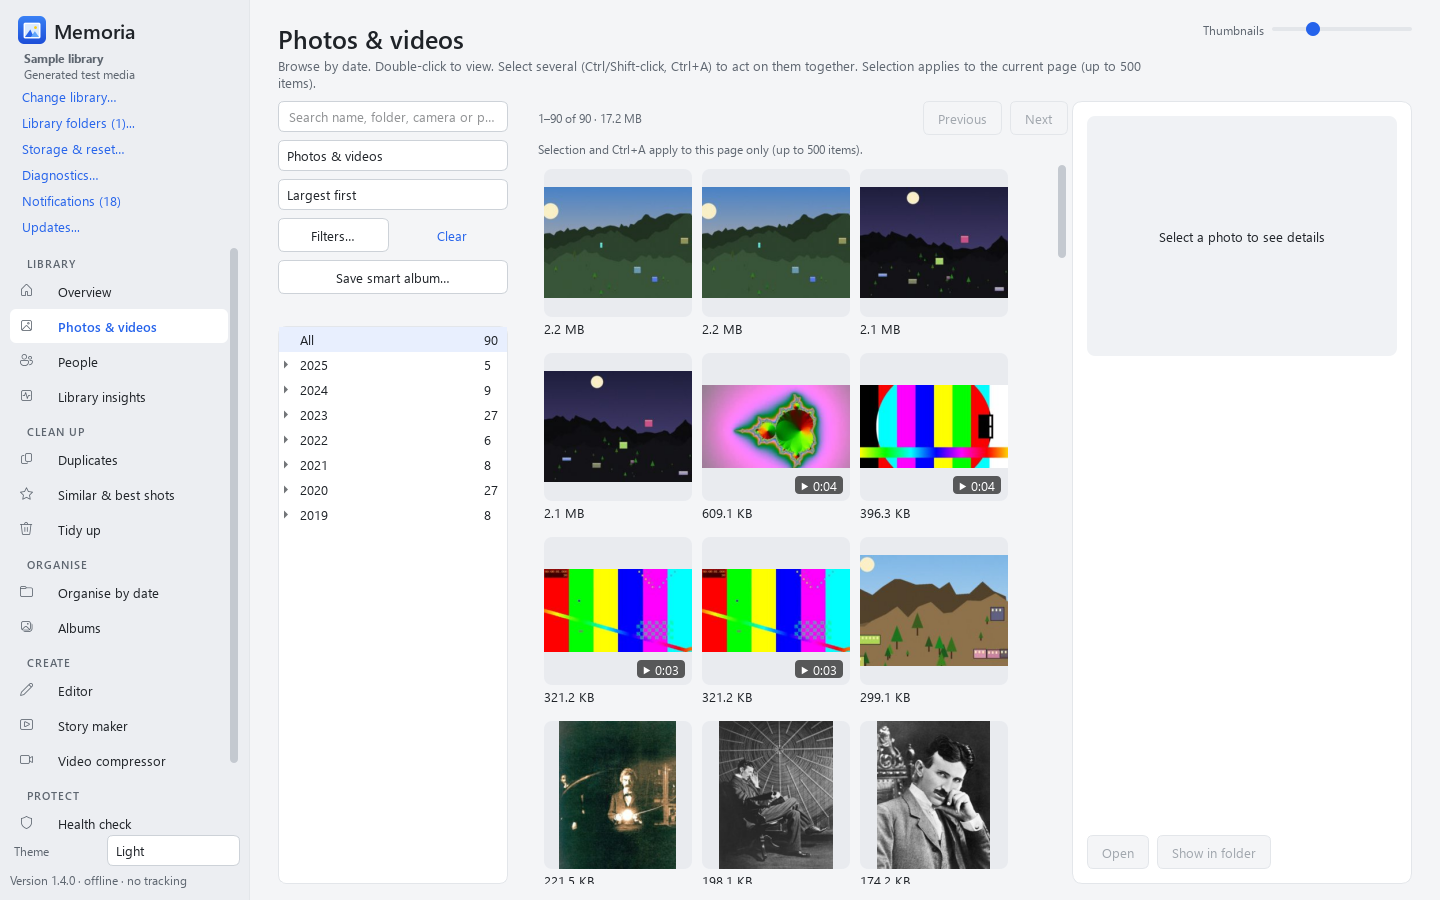 Memoria
Sample library
Generated test media
Change library...
Library folders (1)...
Storage & reset...
Diagnostics...
Notifications (18)
Updates...
LIBRARY
Overview
Photos & videos
People
Library insights
CLEAN UP
Duplicates
Similar & best shots
Tidy up
ORGANISE
Organise by date
Albums
CREATE
Editor
Story maker
Video compressor
PROTECT
Health check
Theme
Light
Version 1.4.0 · offline · no tracking
Photos & videos
Browse by date. Double-click to view. Select several (Ctrl/Shift-click, Ctrl+A) to act on them together. Selection applies to the current page (up to 500
items).
Thumbnails
Search name, folder, camera or p...
Photos & videos
Largest first
Filters...
Clear
Save smart album...
All 90
2025 5
2024 9
2023 27
2022 6
2021 8
2020 27
2019 8
1–90 of 90 · 17.2 MB
Previous
Next
Selection and Ctrl+A apply to this page only (up to 500 items).
2.2 MB
2.2 MB
2.1 MB
0:04
0:04
2.1 MB
609.1 KB
396.3 KB
0:03
0:03
321.2 KB
321.2 KB
299.1 KB
221.5 KB
198.1 KB
174.2 KB
Select a photo to see details
Open
Show in folder